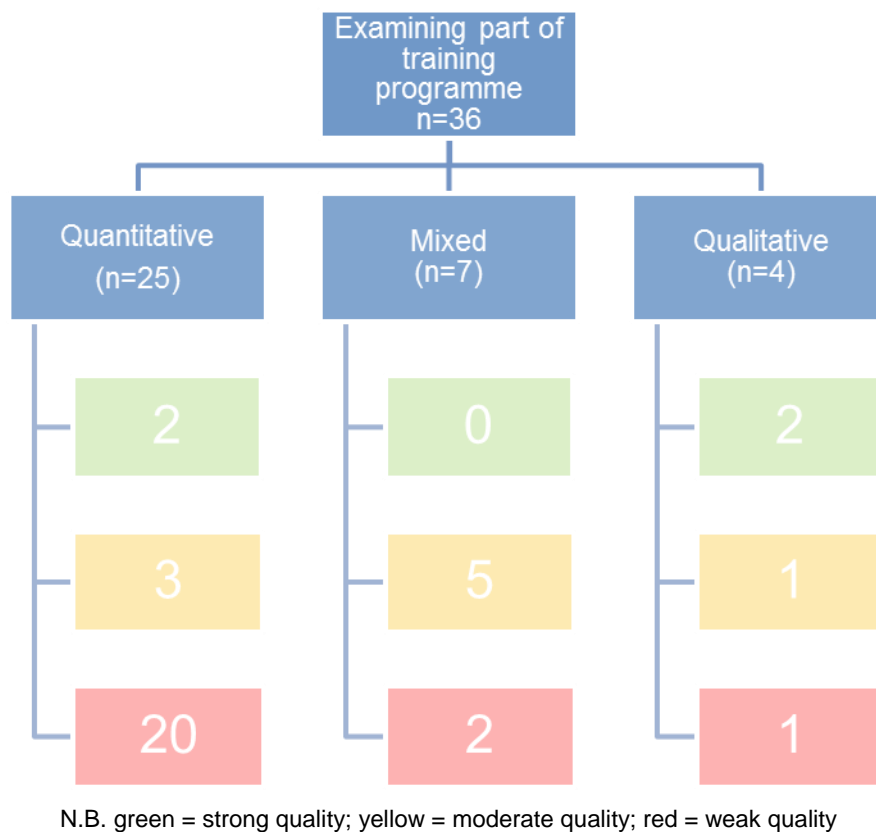 Examining part of
training
programme
n=36
Quantitative
(n=25)
Mixed
(n=7)
Qualitative
(n=4)
2
0
2
3
5
1
20
2
1
N.B. green = strong quality; yellow = moderate quality; red = weak quality